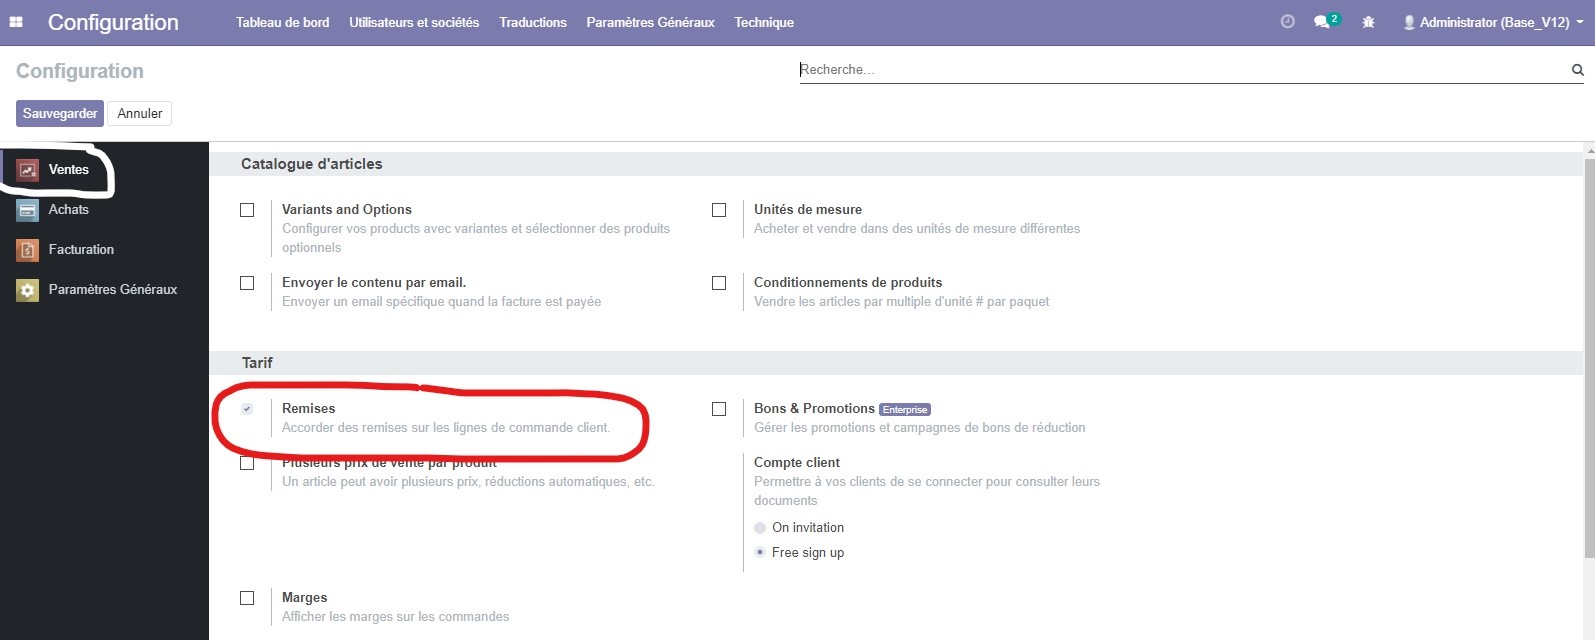 Configuration Tableau de bord Utilisateurs et sociétés Traductions Paramètres Généraux Technique 2 Administrator (Base_V12)
Configuration
Recherche...
Sauvegarder Annuler
Ventes
Achats
Facturation
Paramètres Généraux
Catalogue d'articles
Variants and Options
Configurer vos products avec variantes et sélectionner des produits
optionnels
Unités de mesure
Acheter et vendre dans des unités de mesure différentes
Envoyer le contenu par email.
Envoyer un email spécifique quand la facture est payée
Conditionnements de produits
Vendre les articles par multiple d'unité # par paquet
Tarif
Remises
Accorder des remises sur les lignes de commande client.
Bons & Promotions Enterprise
Gérer les promotions et campagnes de bons de réduction
Plusieurs prix de vente par produit
Un article peut avoir plusieurs prix, réductions automatiques, etc.
Compte client
Permettre à vos clients de se connecter pour consulter leurs
documents
On invitation
Free sign up
Marges
Afficher les marges sur les commandes